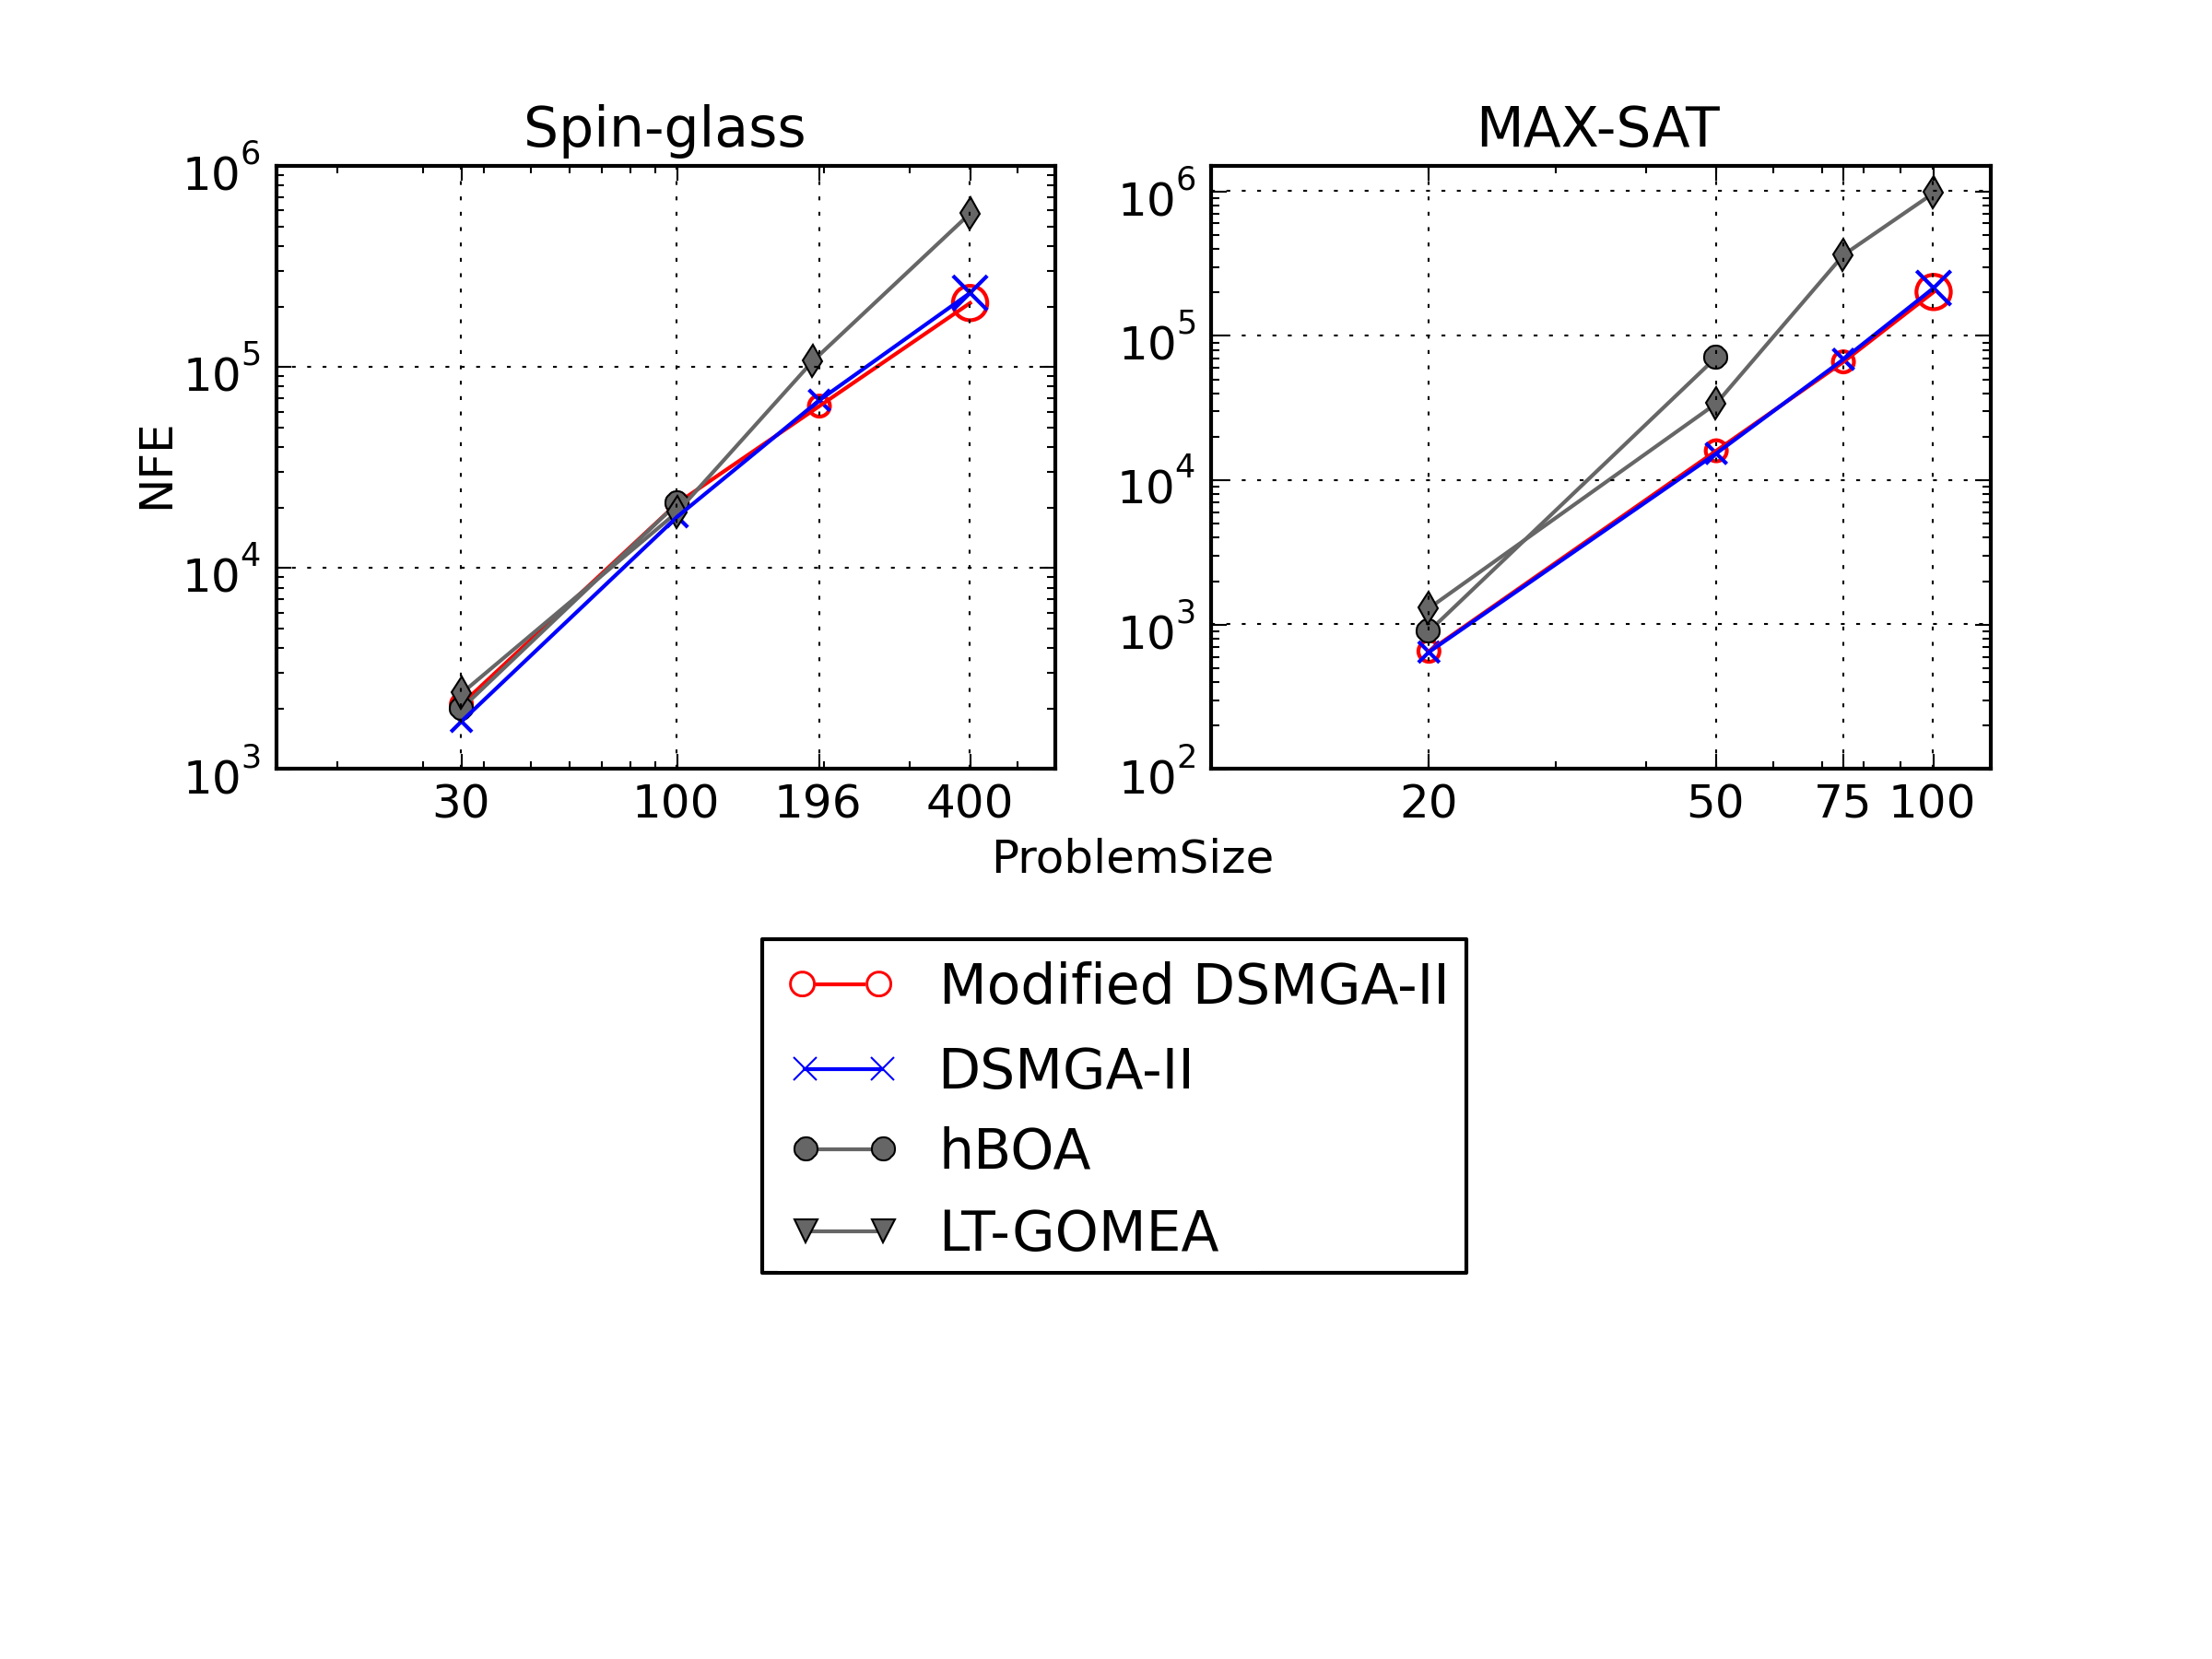 Spin-glass
MAX-SAT
10^6
10^5
10^4
10^3
NFE
30 100 196 400
10^6
10^5
10^4
10^3
10^2
20 50 75 100
ProblemSize
Modified DSMGA-II
DSMGA-II
hBOA
LT-GOMEA